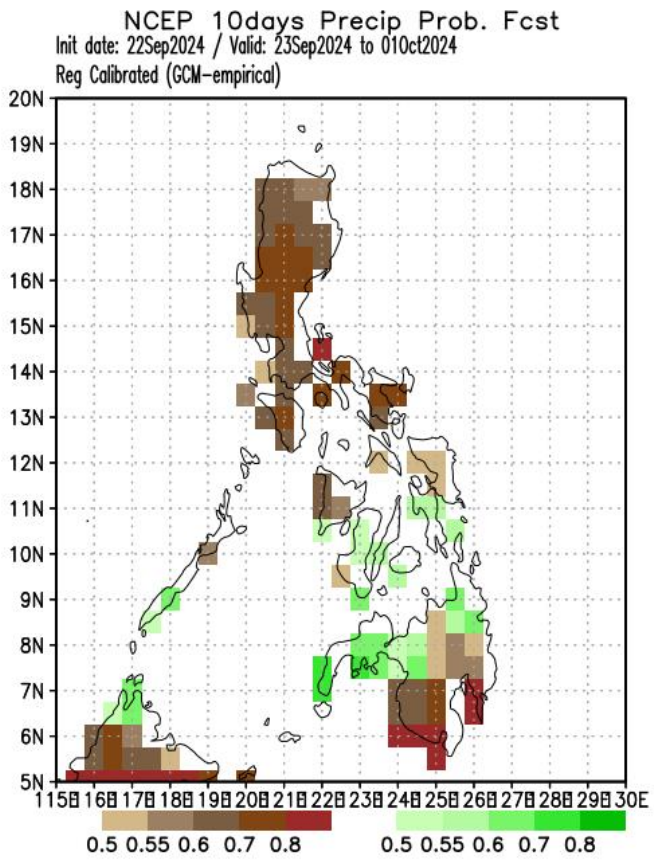 NCEP 10days Precip Prob. Fcst
Init date: 22Sep2024 / Valid: 23Sep2024 to 010ct2024
Reg Calibrated (GCM-empirical)
20N
19N
18N
17N
16N
15N
14N
13N
12N
11N
10N
9N
8N
7N
6N
5N
115E 116E 117E 118E 119E 120E 121E 122E 123E 124E 125E 126E 127E 128E 129E 130E
0.5 0.55 0.6 0.7 0.8 0.5 0.55 0.6 0.7 0.8